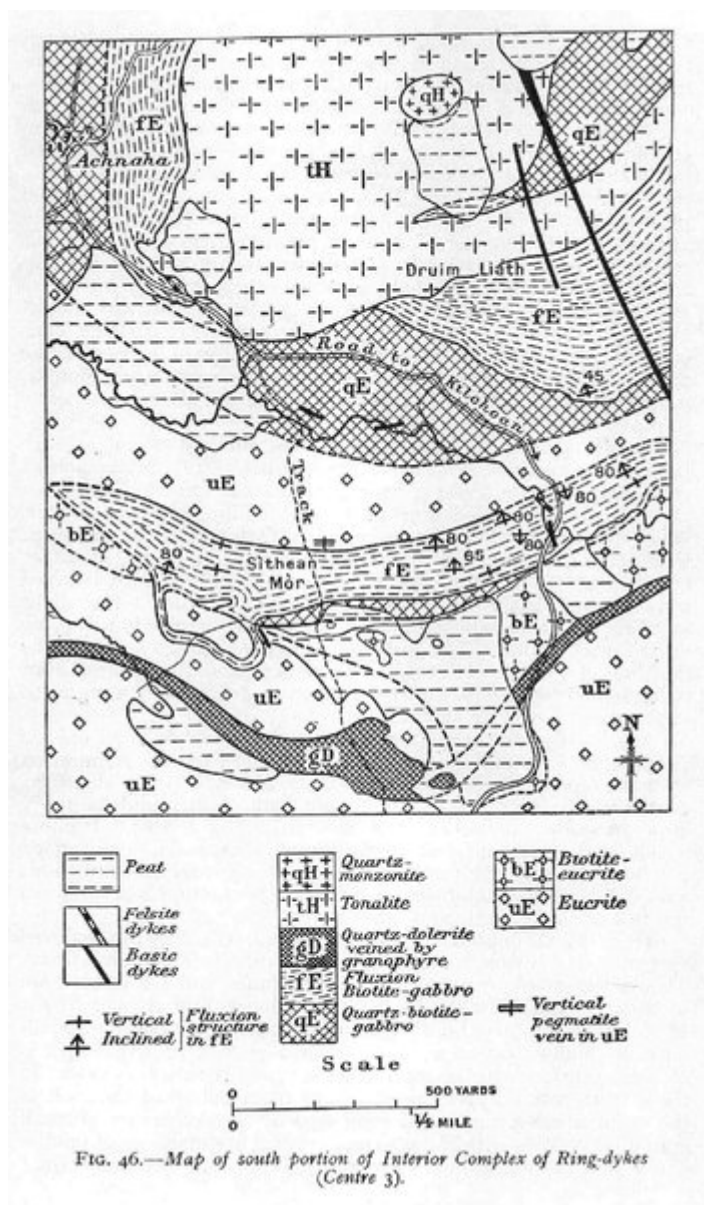 qH
qE
fE
Achnaha
tH
Druim Liath
fE
Road to Kilchoan
45
qE
uE
Track
80
80
80
bE
80
80
65
80
Sìthean
Mòr
fE
bE
uE
uE
N
gD
uE
Peat
Felsite
dykes
Basic
dykes
Vertical
Inclined
Fluxion
structure
in fE
qH Quartz-
monzonite
tH Tonalite
gD Quartz-dolerite
veined by
granophyre
fE Fluxion
Biotite-gabbro
qE Quartz-biotite-
gabbro
bE Biotite-
eucrite
uE Eucrite
Vertical
pegmatite
vein in uE
Scale
0 500 YARDS
0 ½ MILE
FIG. 46.—Map of south portion of Interior Complex of Ring-dykes
(Centre 3).